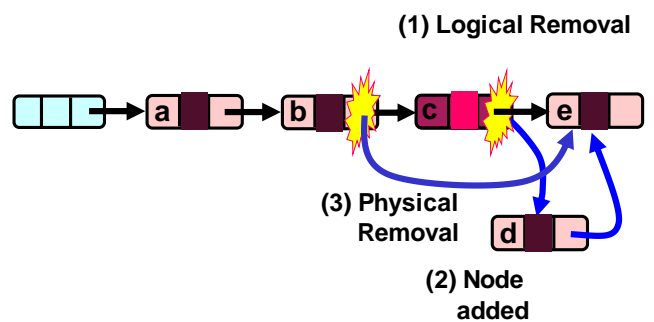 (1) Logical Removal
a b c e
(3) Physical
Removal
d
(2) Node
added